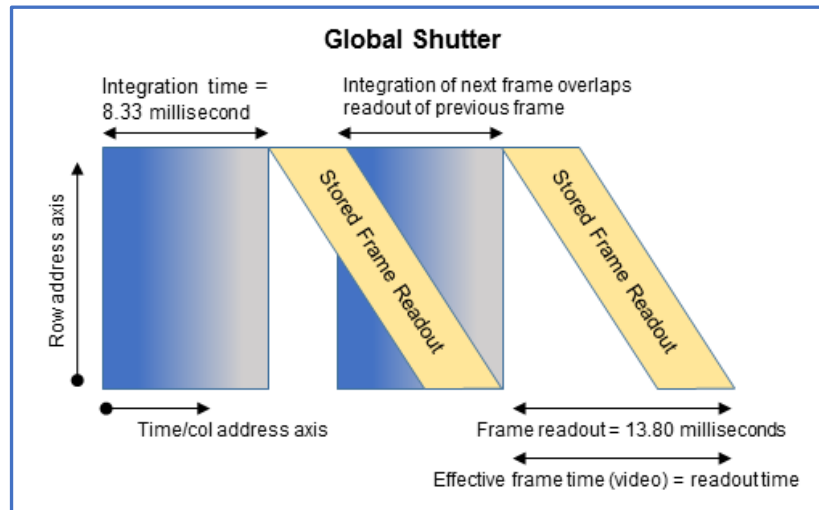 Global Shutter
Integration time =
8.33 millisecond
Integration of next frame overlaps
readout of previous frame
Row address axis
Stored Frame Readout
Stored Frame Readout
Time/col address axis
Frame readout = 13.80 milliseconds
Effective frame time (video) = readout time